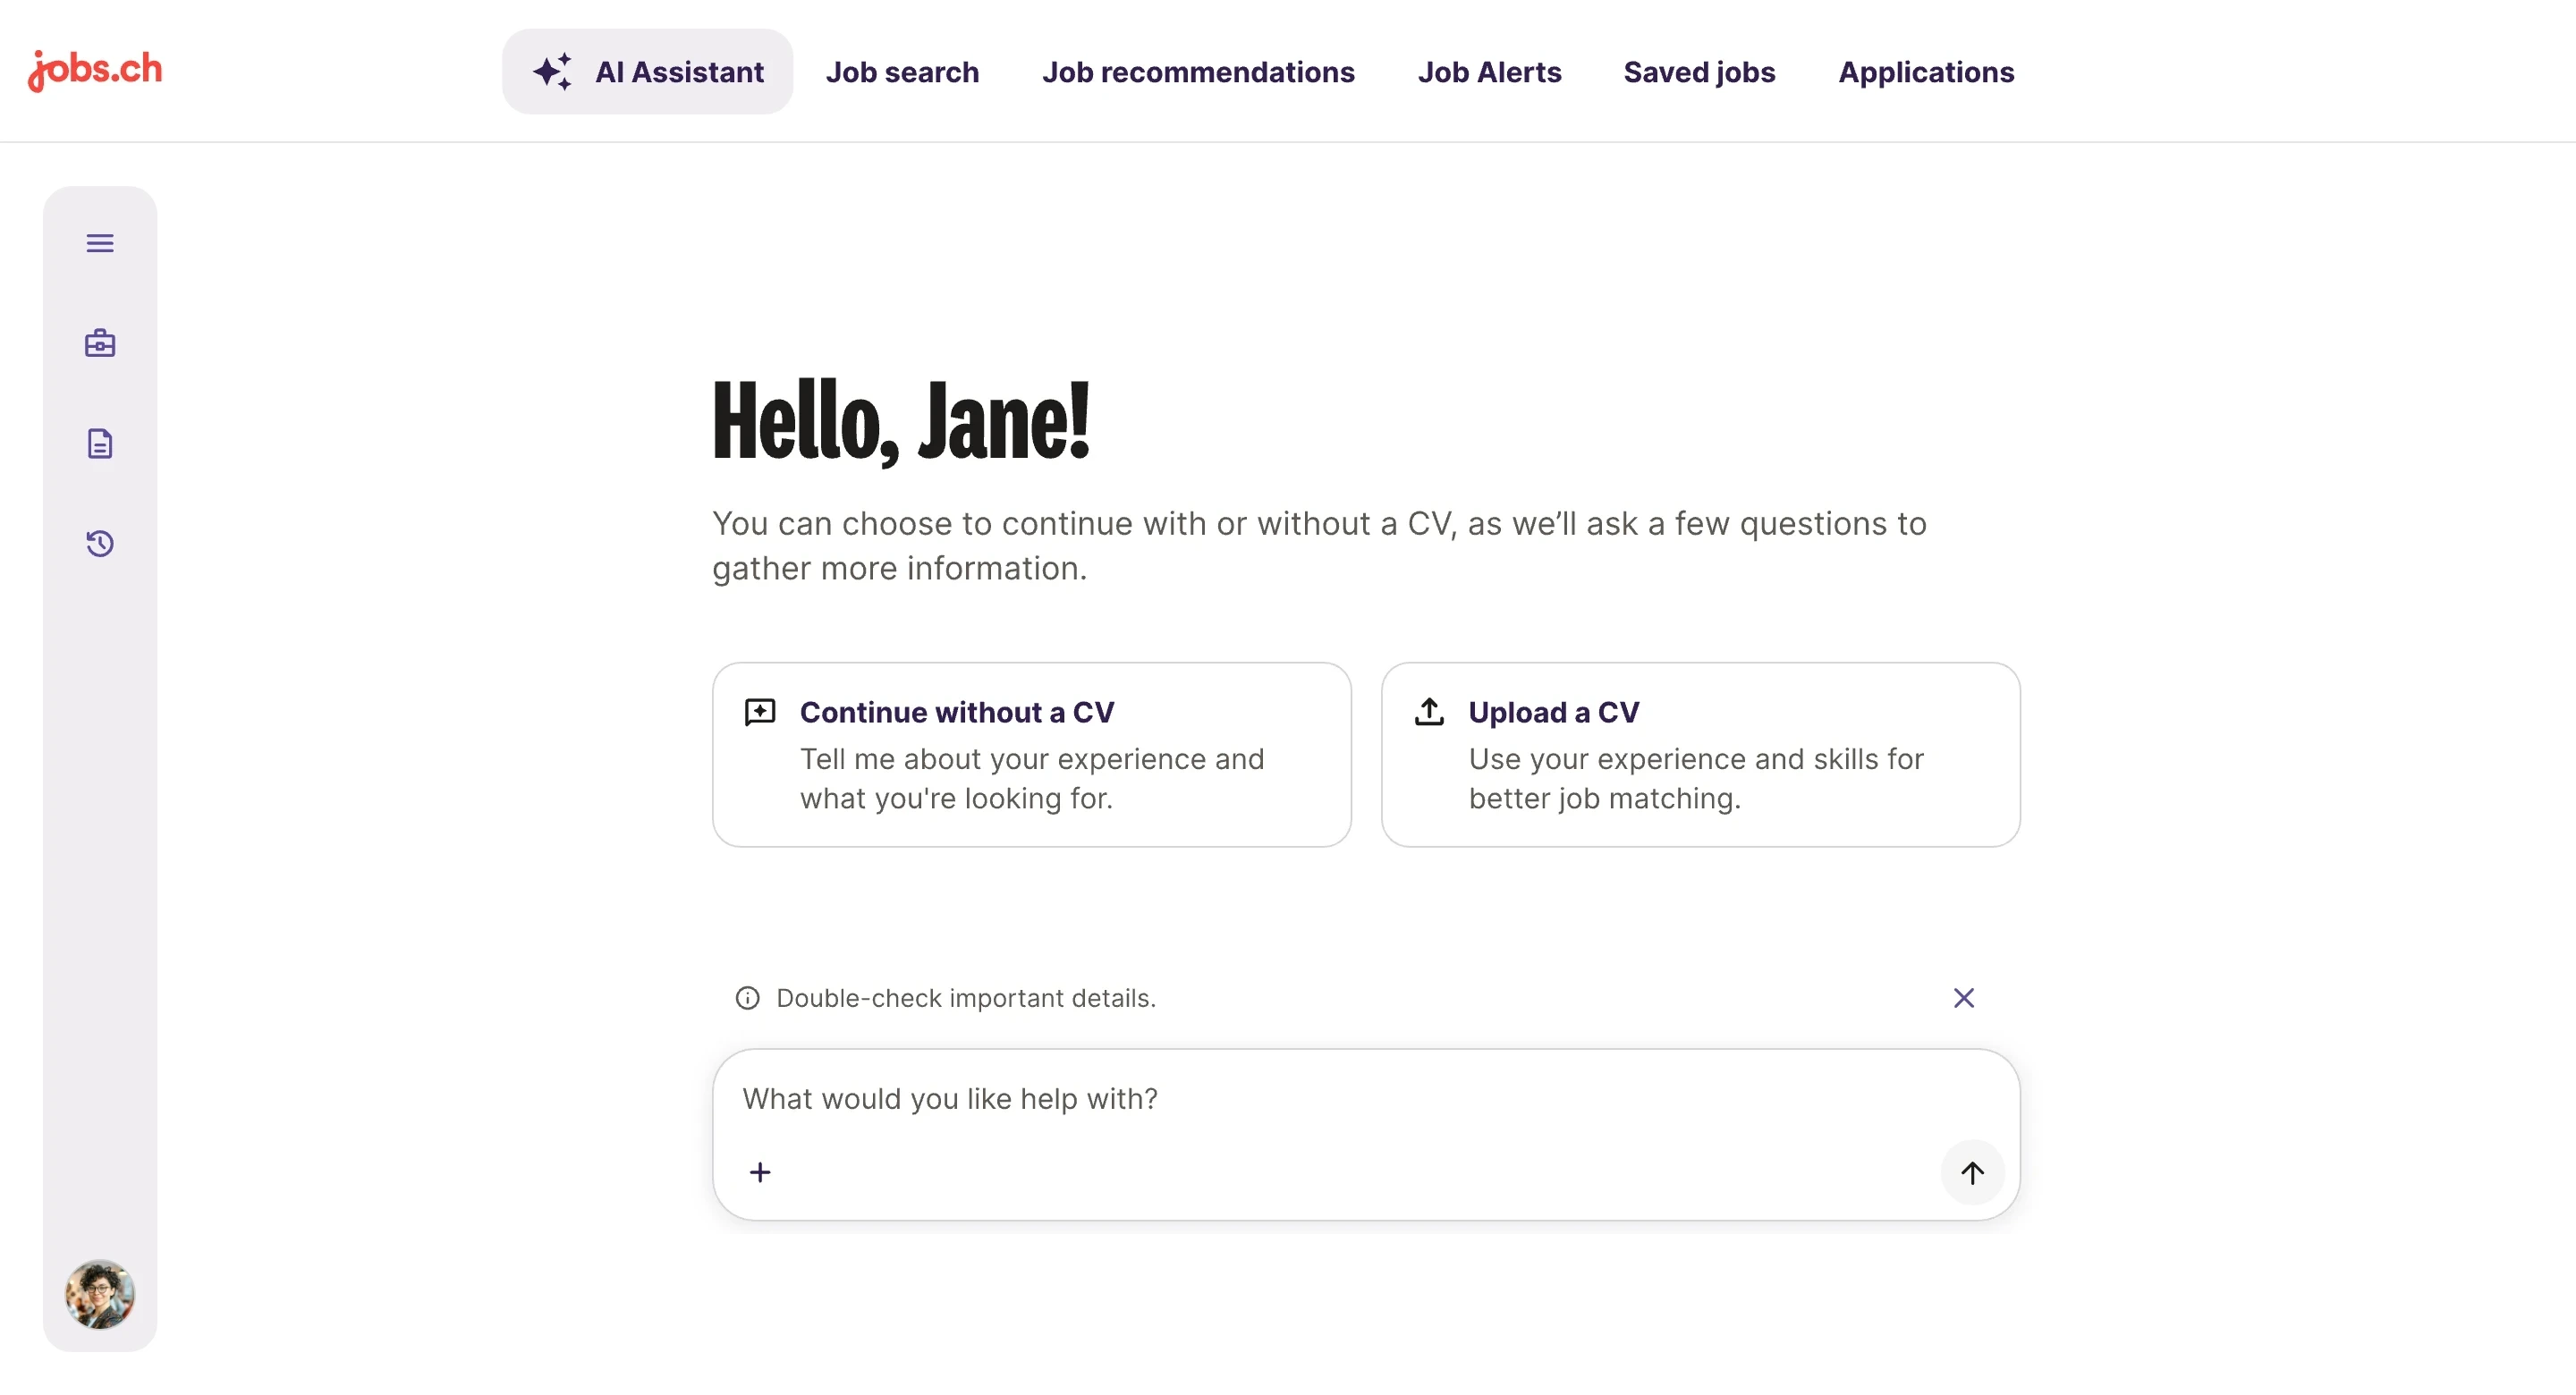 jobs.ch
AI Assistant
Job search
Job recommendations
Job Alerts
Saved jobs
Applications
Hello, Jane!
You can choose to continue with or without a CV, as we’ll ask a few questions to
gather more information.
Continue without a CV
Tell me about your experience and
what you're looking for.
Upload a CV
Use your experience and skills for
better job matching.
Double-check important details.
What would you like help with?